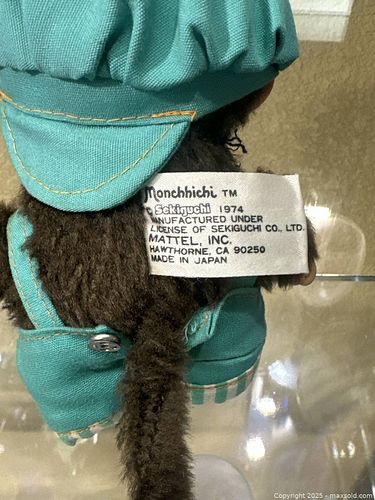 Monchhichi TM
© Sekiguchi 1974
MANUFACTURED UNDER
LICENSE OF SEKIGUCHI CO., LTD.
MATTEL, INC.
HAWTHORNE, CA 90250
MADE IN JAPAN
Copyright 2025 - maxsold.com